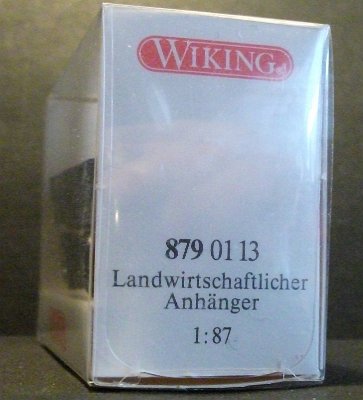 WIKING
879 01 13
Landwirtschaftlicher
Anhänger
1:87